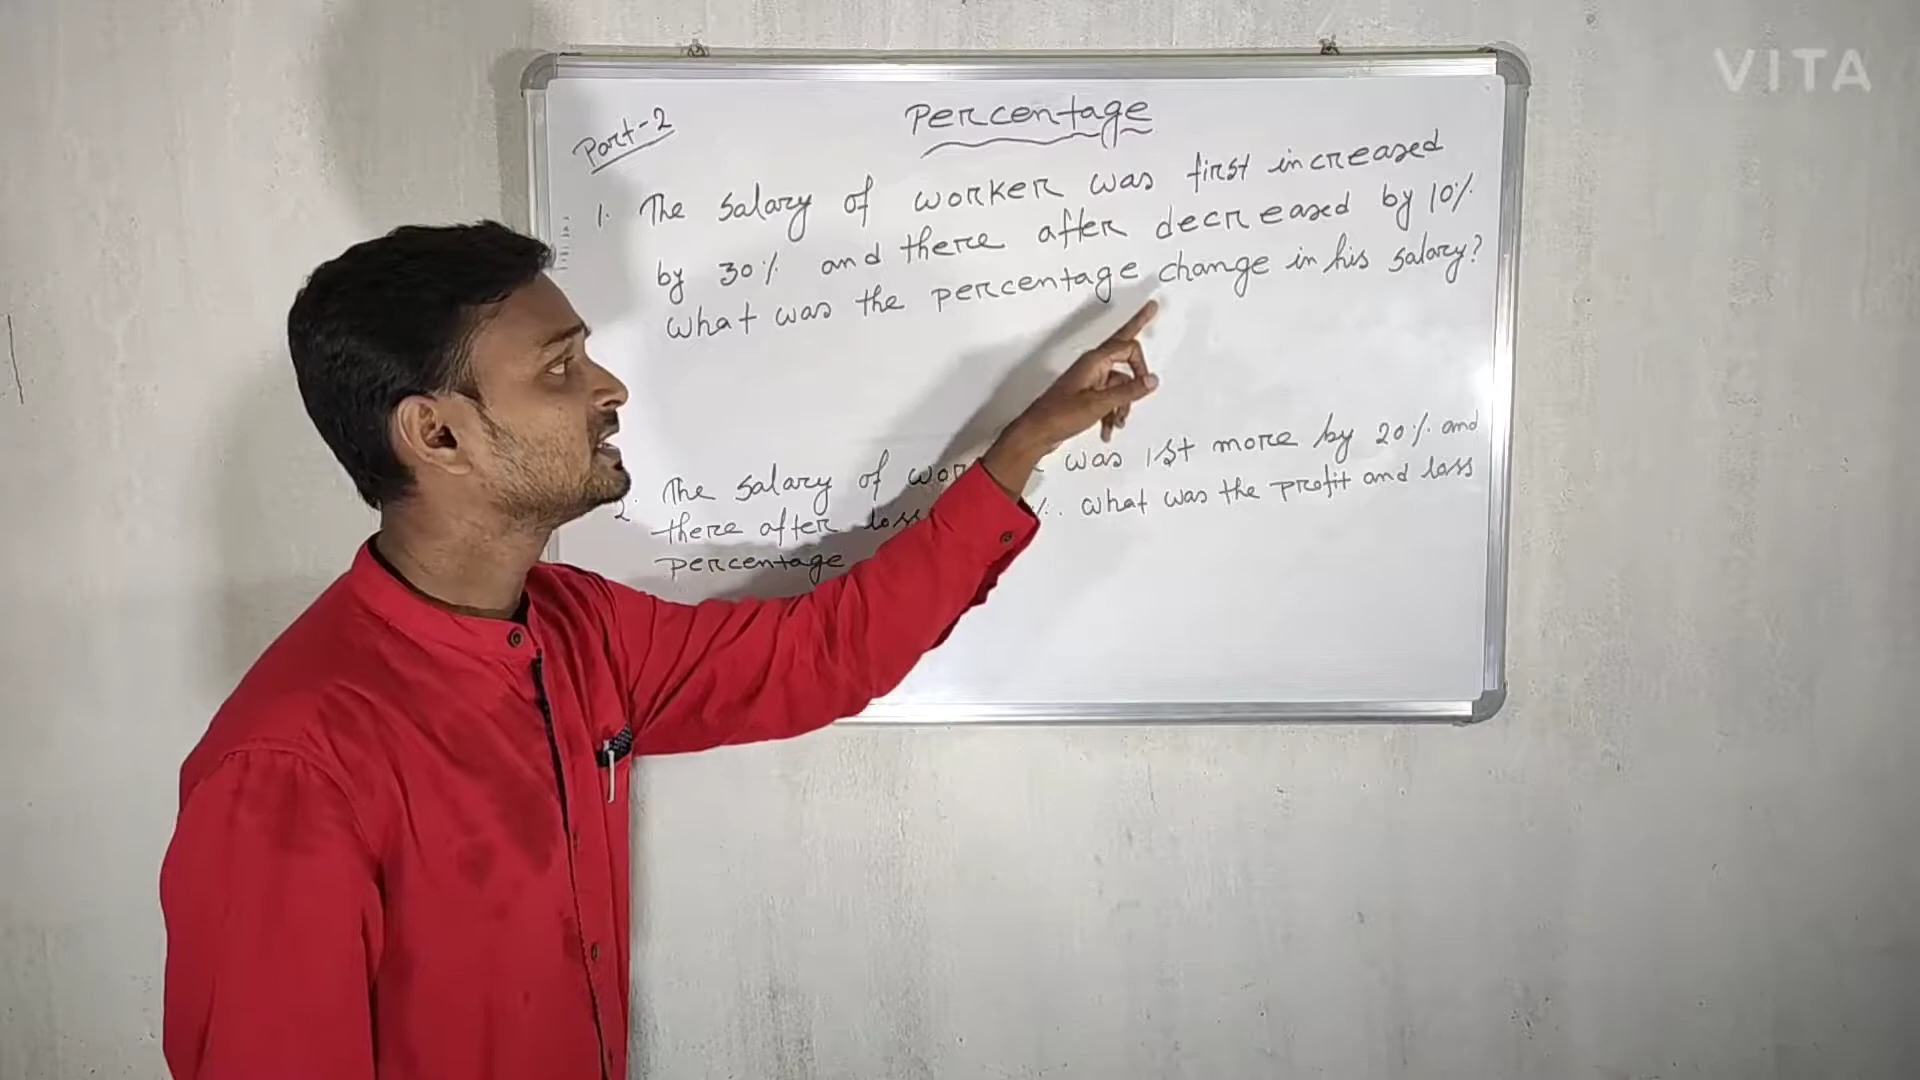 VITA
Percentage
Part-2
1. The salary of worker was first increased
by 30% and there after decreased by 10%
What was the percentage change in his salary?
2. The salary of was 1st more by 20% and
there after loss %. what was the profit and loss
percentage